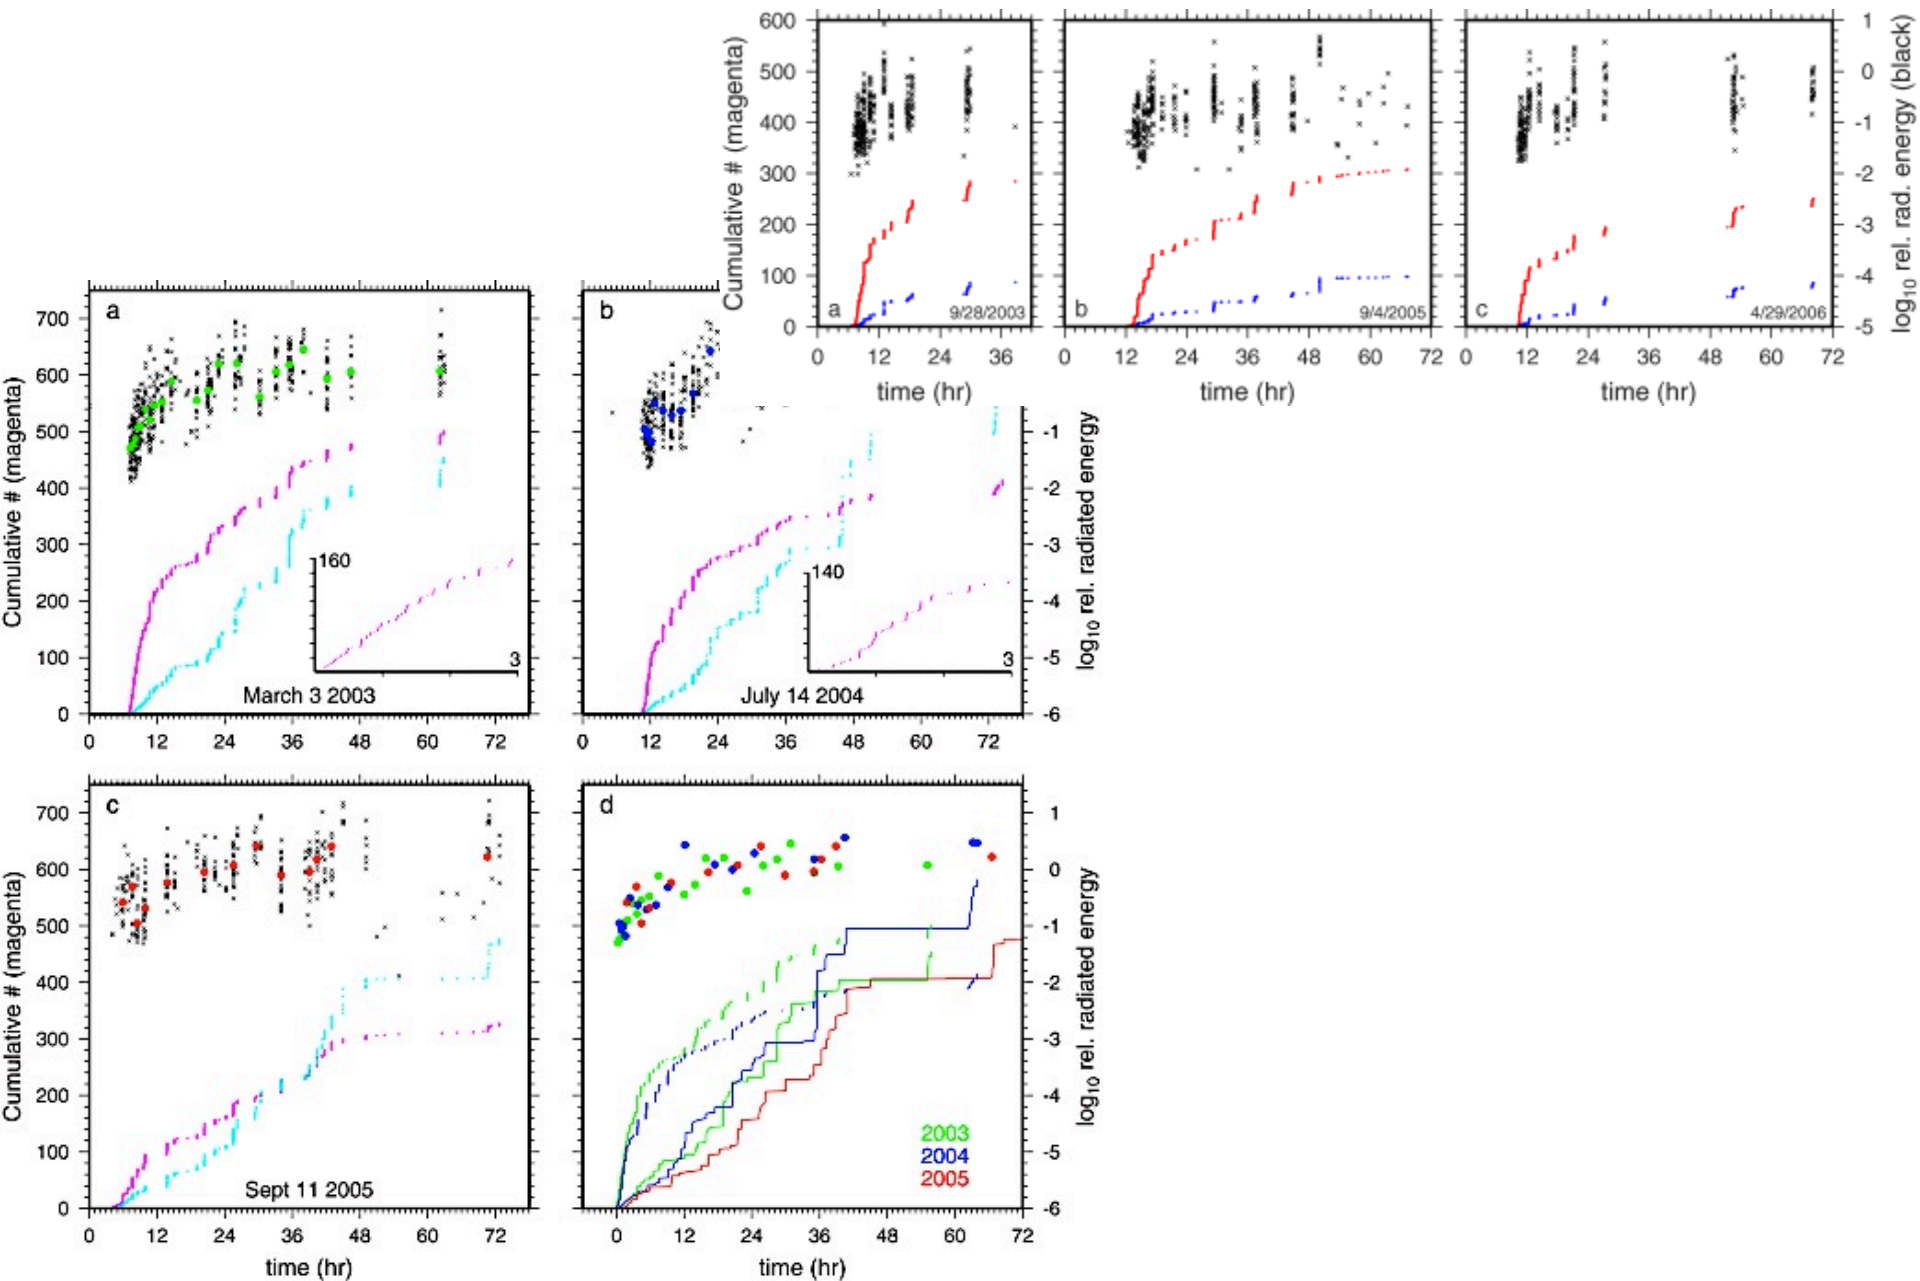 600
500
400
300
200
100
0
Cumulative # (magenta)
a
9/28/2003
0 12 24 36
time (hr)
b
9/4/2005
12 24 36 48 60 72
0
time (hr)
c
4/29/2006
0 12 24 36 48 60 72
time (hr)
1
0
-1
-2
-3
-4
-5
log10 rel. rad. energy (black)
700
600
500
400
300
200
100
0
Cumulative # (magenta)
a
160
3
March 3 2003
0 12 24 36 48 60 72
b
140
3
July 14 2004
0 12 24 36 48 60 72
-1
-2
-3
-4
-5
-6
log10 rel. radiated energy
700
600
500
400
300
200
100
0
Cumulative # (magenta)
c
Sept 11 2005
0 12 24 36 48 60 72
time (hr)
d
2003
2004
2005
0 12 24 36 48 60 72
time (hr)
1
0
-1
-2
-3
-4
-5
-6
log10 rel. radiated energy